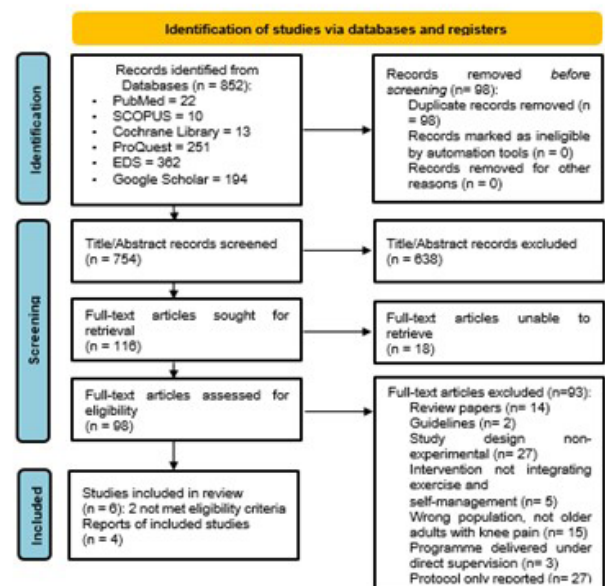 Identification of studies via databases and registers
Identification
Records identified from
Databases (n = 852):
• PubMed = 22
• SCOPUS = 10
• Cochrane Library = 13
• ProQuest = 251
• EDS = 362
• Google Scholar = 194
Records removed before
screening (n= 98):
Duplicate records removed (n
= 98)
Records marked as ineligible
by automation tools (n = 0)
Records removed for other
reasons (n = 0)
Screening
Title/Abstract records screened
(n = 754)
Title/Abstract records excluded
(n = 638)
Full-text articles sought for
retrieval
(n = 116)
Full-text articles unable to
retrieve
(n = 18)
Full-text articles assessed for
eligibility
(n = 98)
Full-text articles excluded (n=93):
Review papers (n= 14)
Guidelines (n= 2)
Study design non-
experimental (n= 27)
Intervention not integrating
exercise and
self-management (n= 5)
Wrong population, not older
adults with knee pain (n= 15)
Programme delivered under
direct supervision (n= 3)
Protocol only reported (n= 27)
Included
Studies included in review
(n = 6): 2 not met eligibility criteria
Reports of included studies
(n = 4)